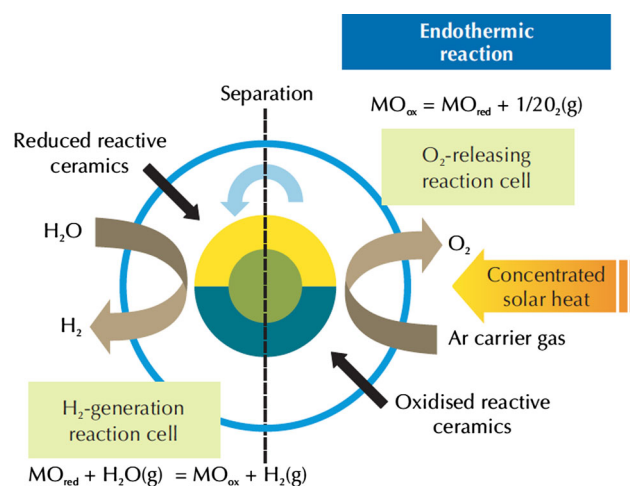 Endothermic
reaction
Separation
MOox = MOred + 1/2O2(g)
Reduced reactive
ceramics
O2-releasing
reaction cell
H2O
O2
Concentrated
solar heat
H2
Ar carrier gas
H2-generation
reaction cell
Oxidised reactive
ceramics
MOred + H2O(g) = MOox + H2(g)